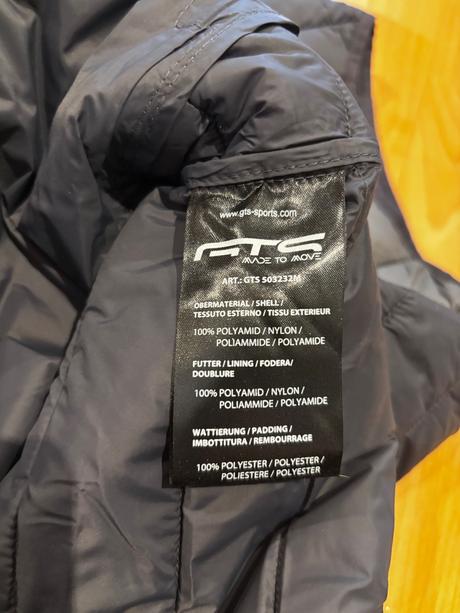 www.gts-sports.com
GTS
MADE TO MOVE
ART.: GTS 503232M
OBERMATERIAL / SHELL /
TESSUTO ESTERNO / TISSU EXTERIEUR
100% POLYAMID / NYLON /
POLIAMMIDE / POLYAMIDE
FUTTER / LINING / FODERA/
DOUBLURE
100% POLYAMID / NYLON /
POLIAMMIDE / POLYAMIDE
WATTIERUNG / PADDING /
IMBOTTITURA / REMBOURRAGE
100% POLYESTER / POLYESTER /
POLIESTERE / POLYESTER